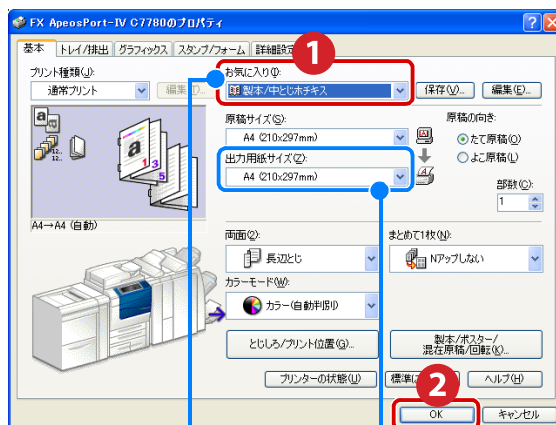 FX ApeosPort-IV C7780のプロパティ
基本 トレイ/排出 グラフィックス スタンプ/フォーム 詳細設定
1
プリント種類(J): お気に入り(I):
通常プリント 編集 製本/中とじホチキス 保存(V)... 編集(E)...
原稿サイズ(S): 原稿の向き:
A4 (210x297mm) たて原稿(O)
出力用紙サイズ(Z): よこ原稿(L)
A4 (210x297mm) 部数(C):
1
A4→A4 (自動)
両面(2): まとめて1枚(N):
長辺とじ Nアップしない
カラーモード(W):
カラー(自動判別)
とじしろ/プリント位置(G)... 製本/ポスター/
混在原稿/回転(K)...
プリンターの状態(U) 標準 ヘルプ(H)
2
OK キャンセル